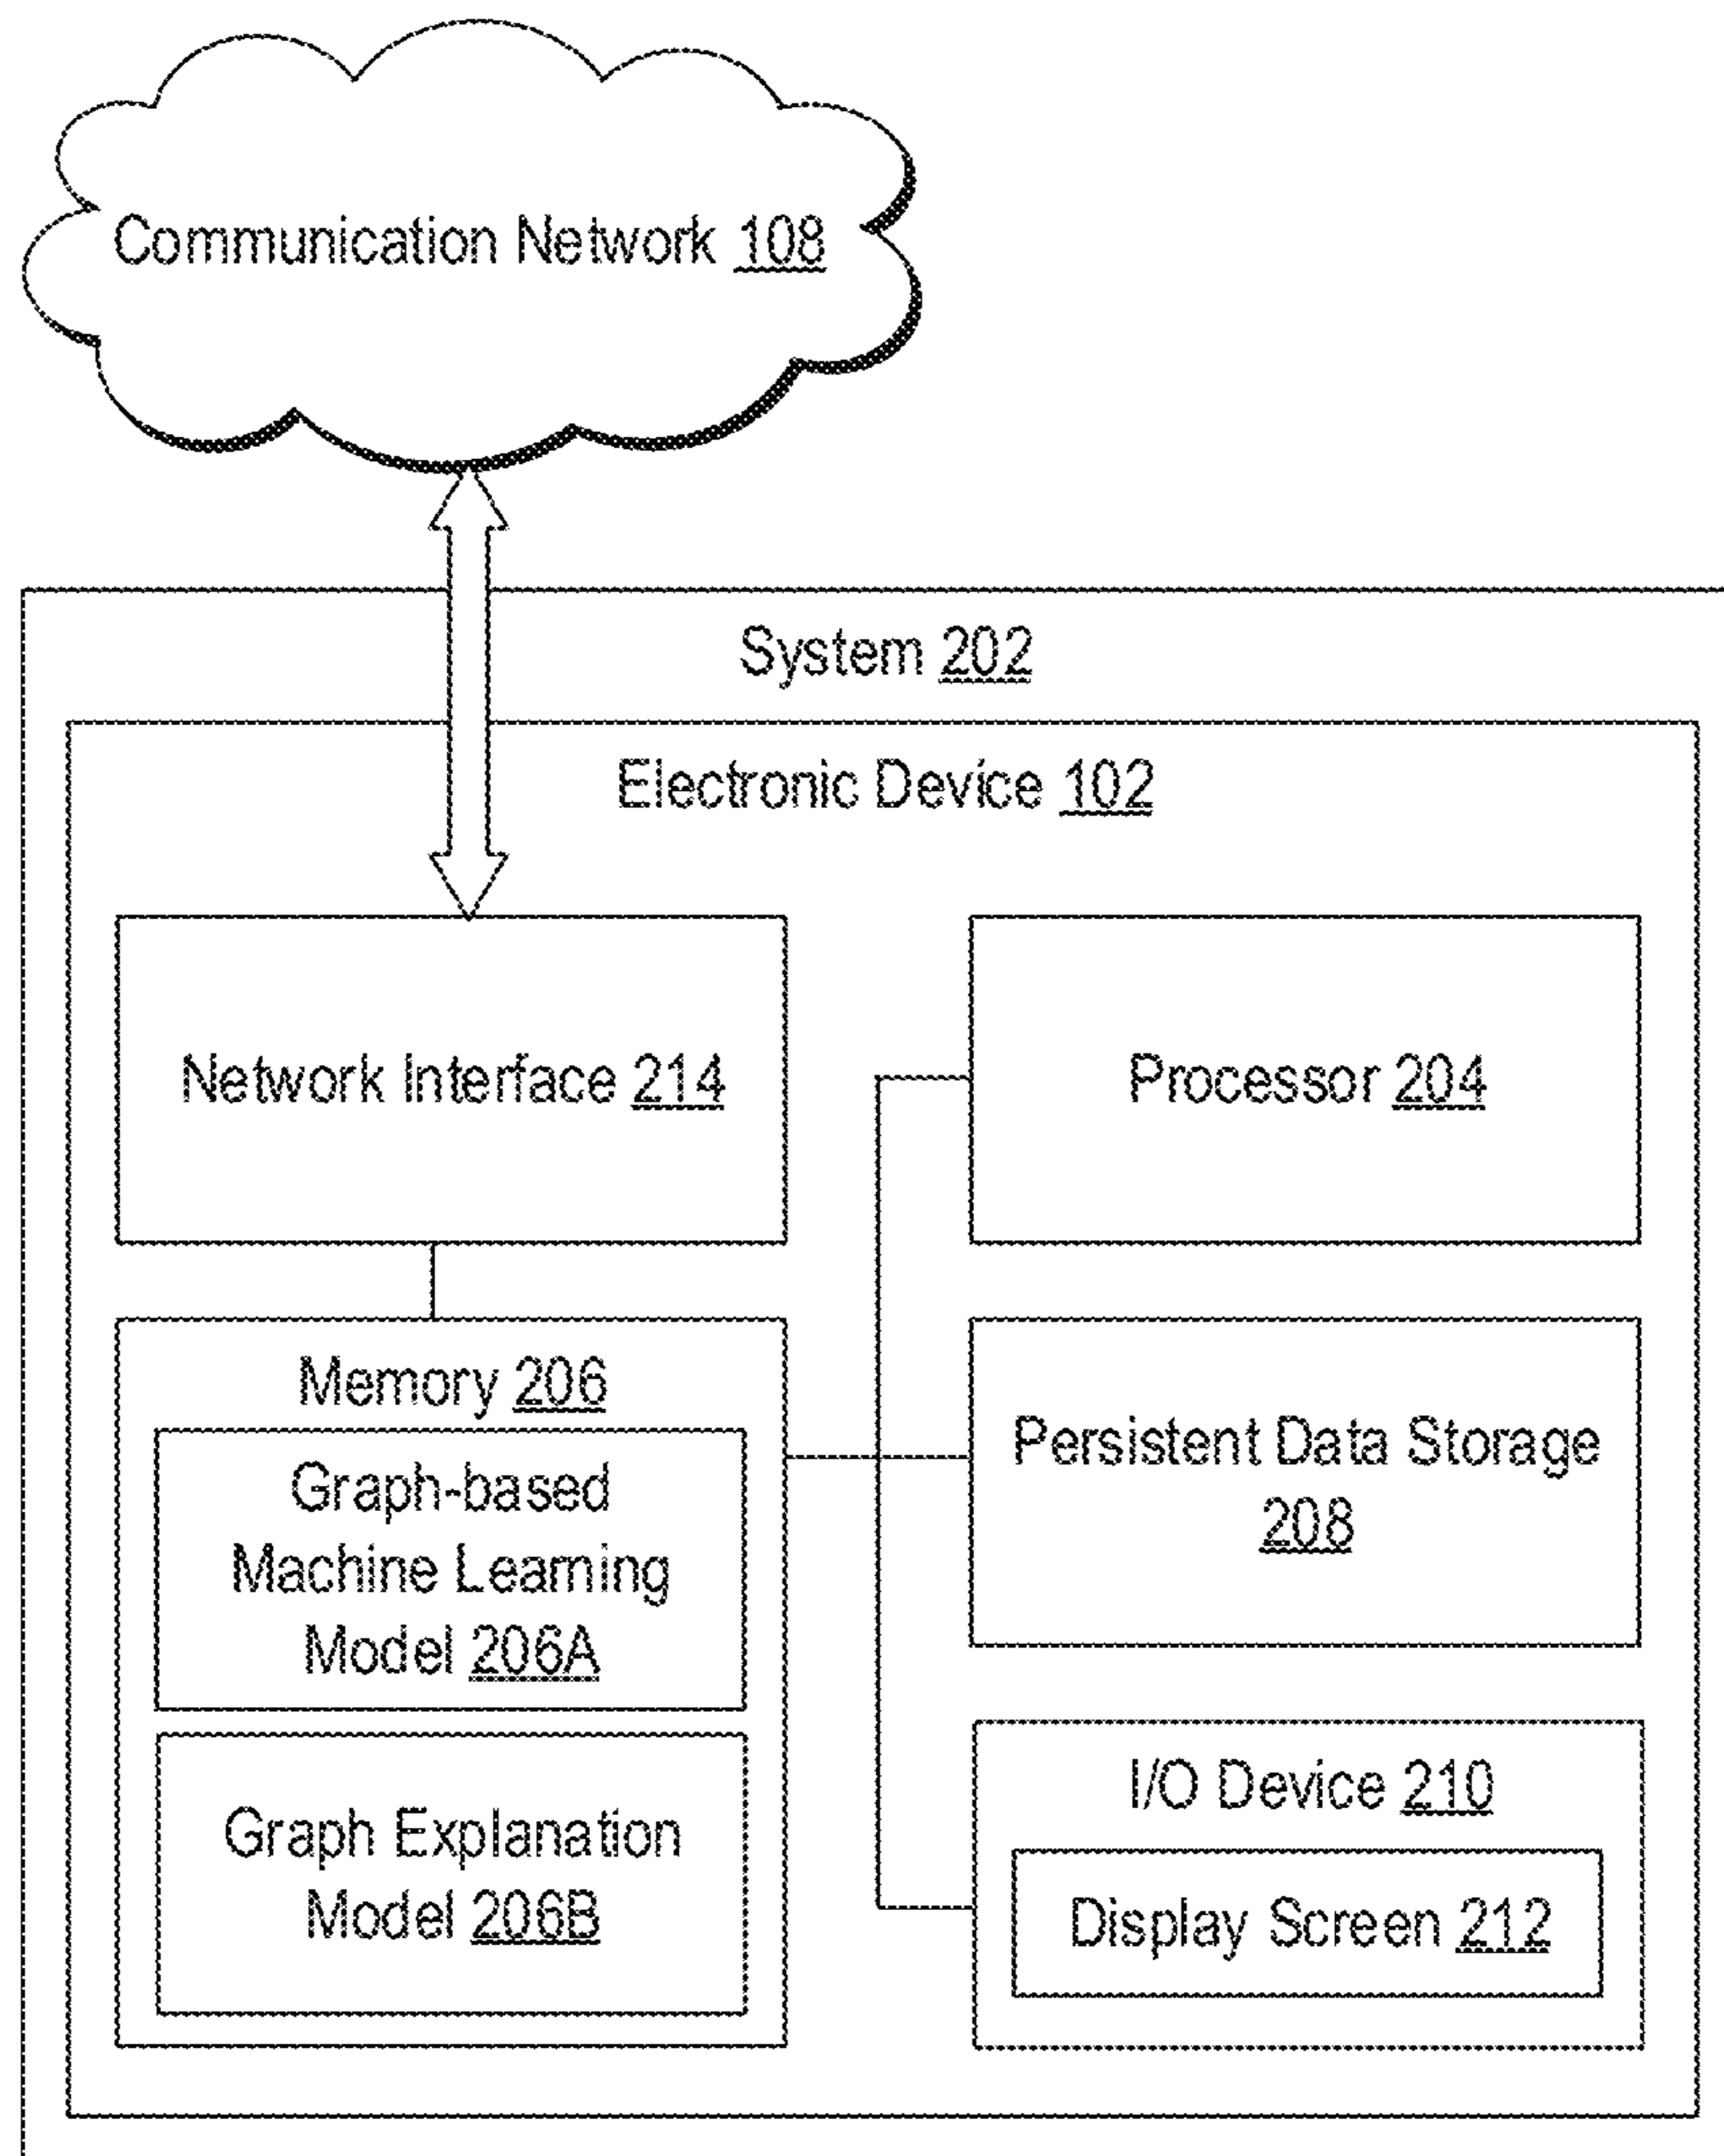 Communication Network 108
System 202
Electronic Device 102
Network Interface 214
Processor 204
Memory 206
Graph-based
Machine Learning
Model 206A
Graph Explanation
Model 206B
Persistent Data Storage
208
I/O Device 210
Display Screen 212